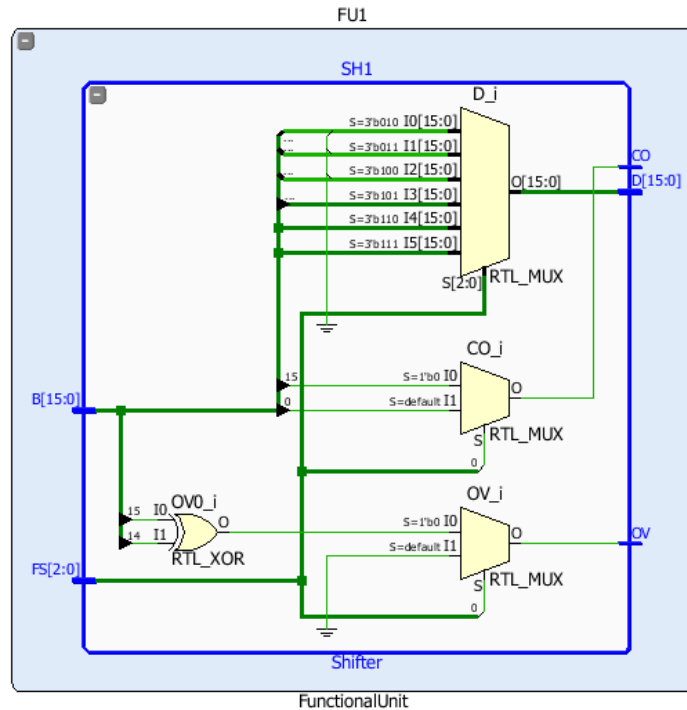 FU1
SH1
D_i
S=3'b010 I0[15:0]
S=3'b011 I1[15:0]
S=3'b100 I2[15:0]
S=3'b101 I3[15:0]
S=3'b110 I4[15:0]
S=3'b111 I5[15:0]
...
...
...
...
O[15:0]
S[2:0]
RTL_MUX
CO
D[15:0]
CO_i
15
S=1'b0 I0
0
S=default I1
O
S
RTL_MUX
0
B[15:0]
OV0_i
15 I0
14 I1
O
RTL_XOR
OV_i
S=1'b0 I0
S=default I1
O
S
RTL_MUX
0
OV
FS[2:0]
Shifter
FunctionalUnit